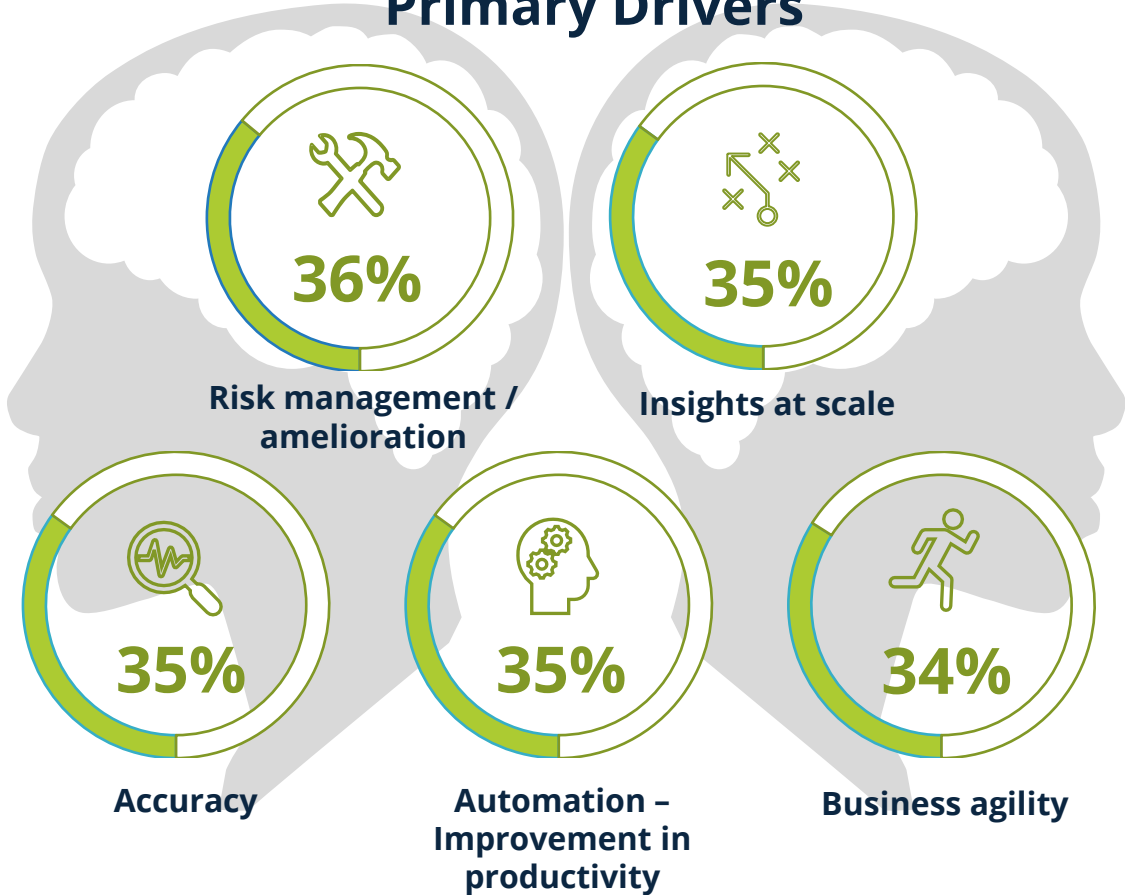 Primary Drivers
36%
35%
Risk management /
amelioration
Insights at scale
35%
35%
34%
Accuracy
Automation –
Improvement in
productivity
Business agility